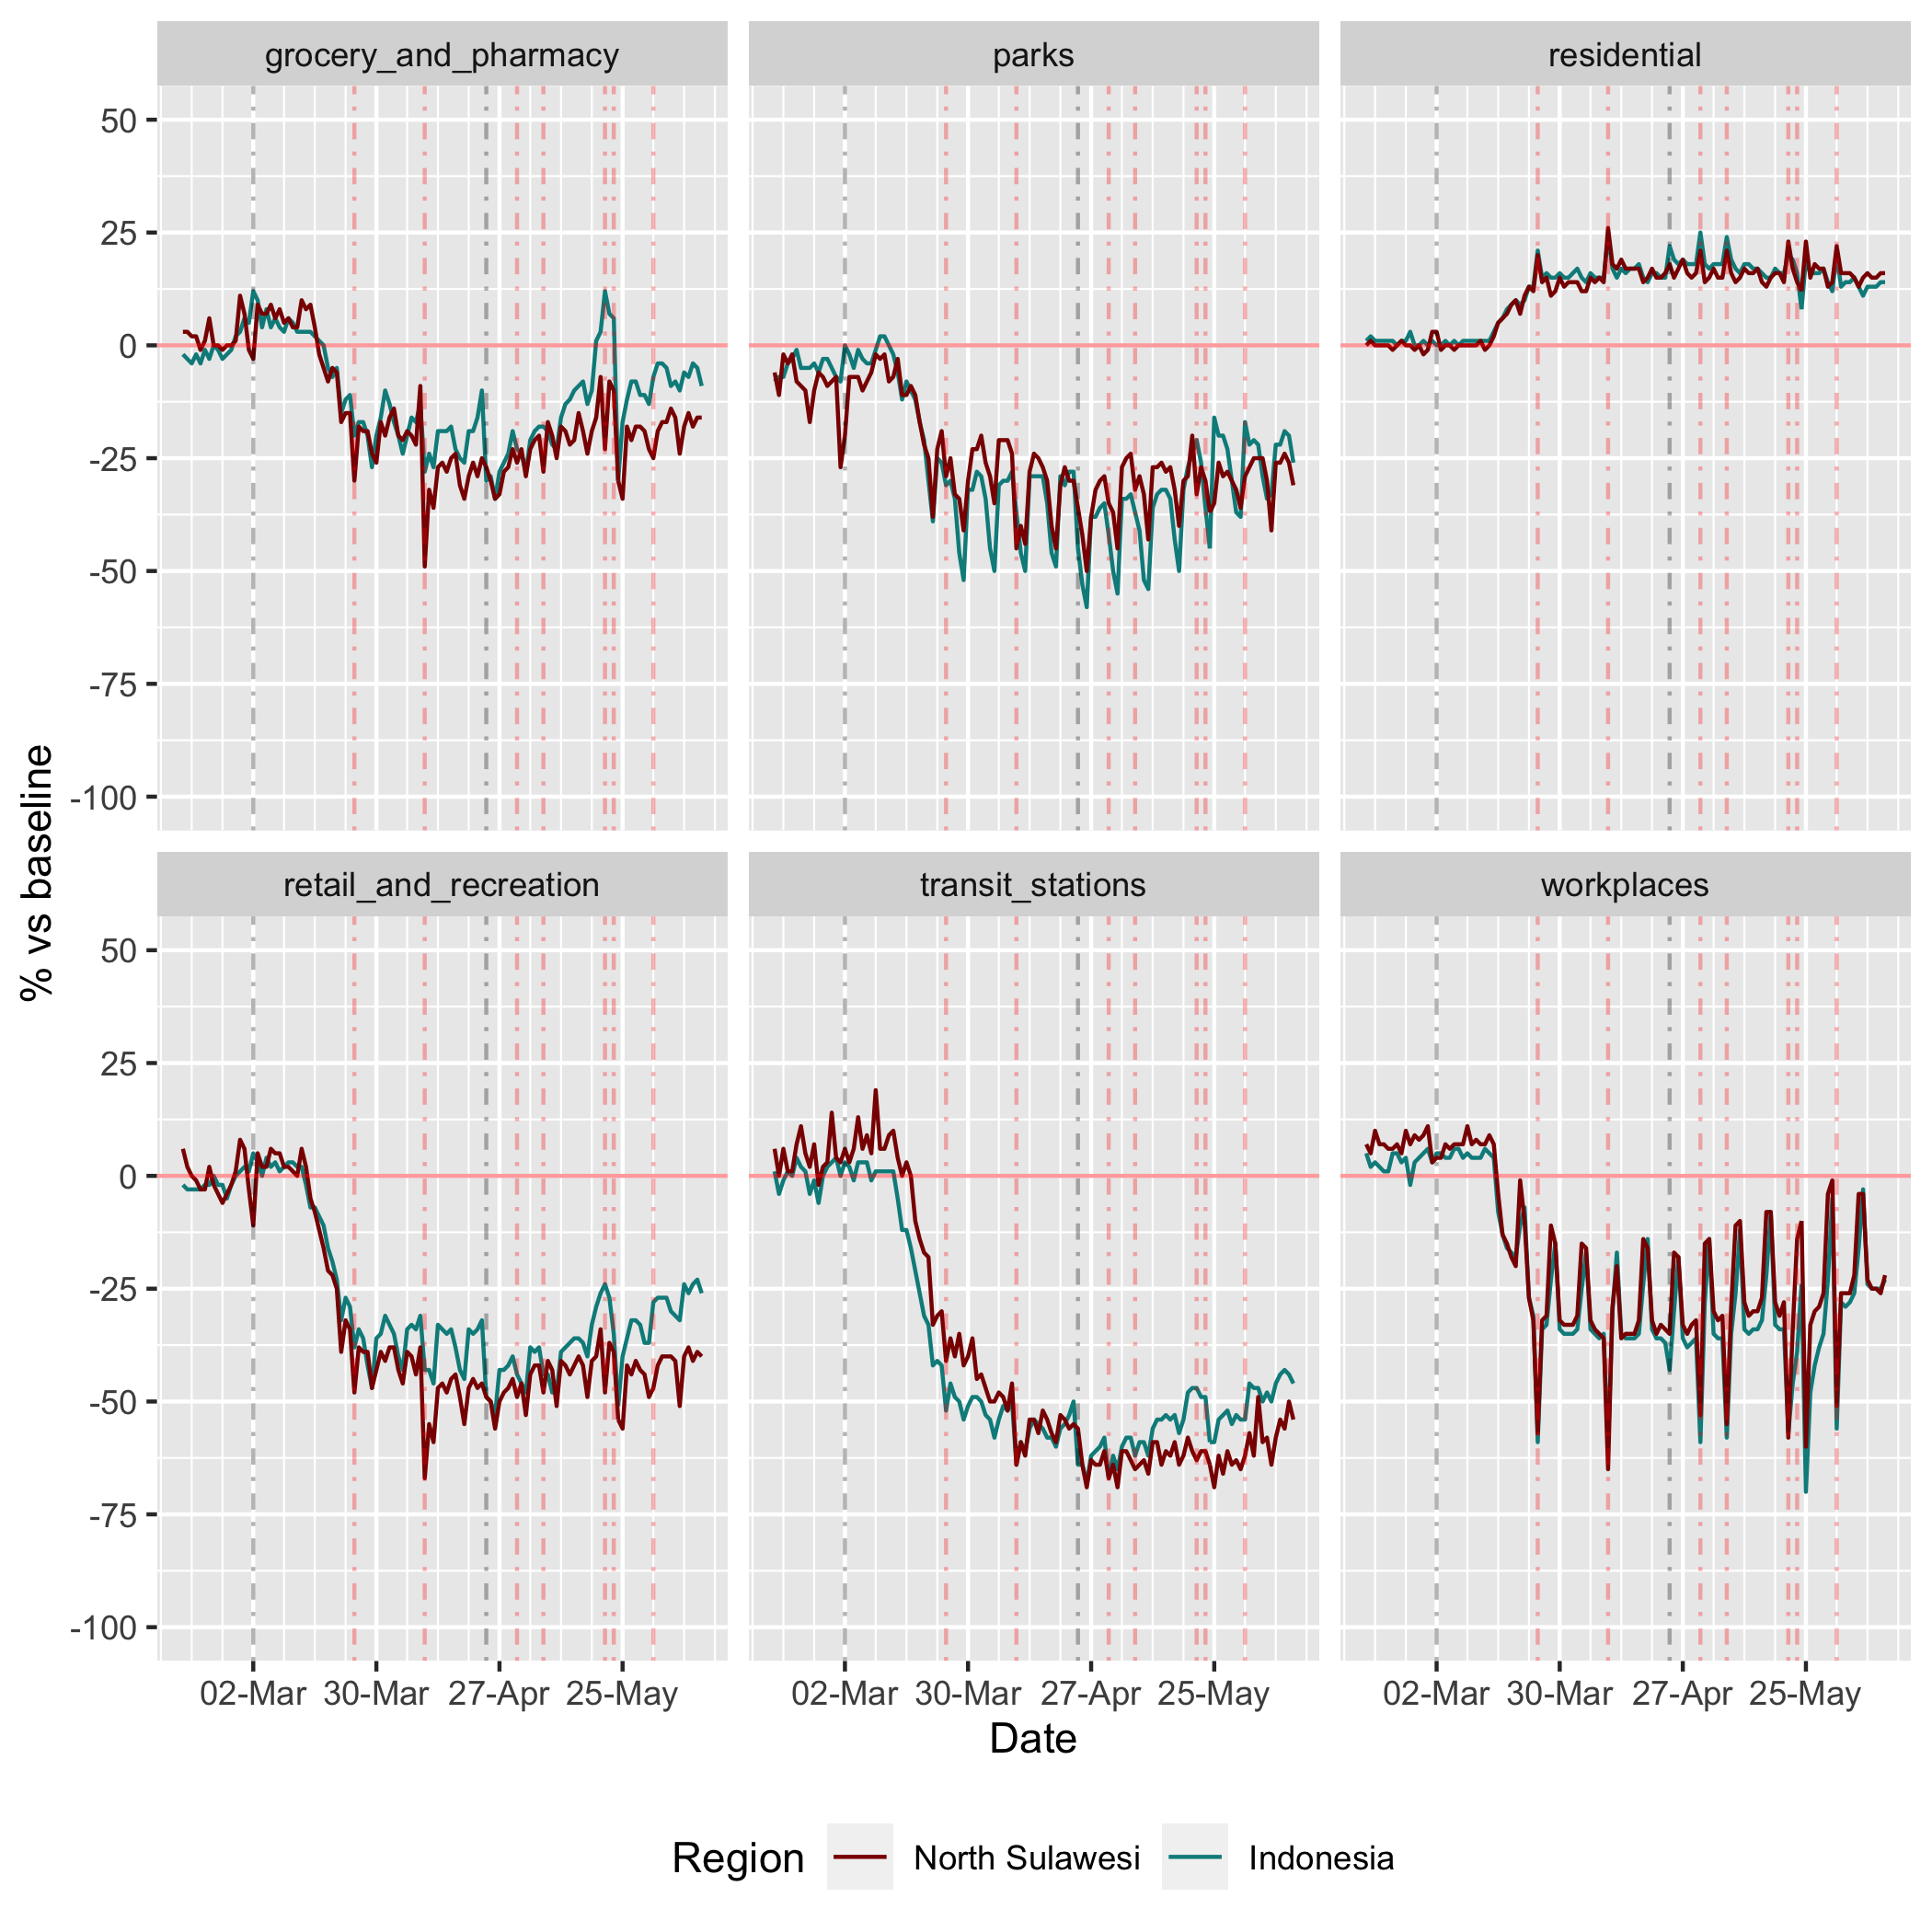 grocery_and_pharmacy parks residential
50
25
0
-25
-50
-75
-100
% vs baseline
retail_and_recreation transit_stations workplaces
50
25
0
-25
-50
-75
-100
02-Mar 30-Mar 27-Apr 25-May 02-Mar 30-Mar 27-Apr 25-May 02-Mar 30-Mar 27-Apr 25-May
Date
Region North Sulawesi Indonesia